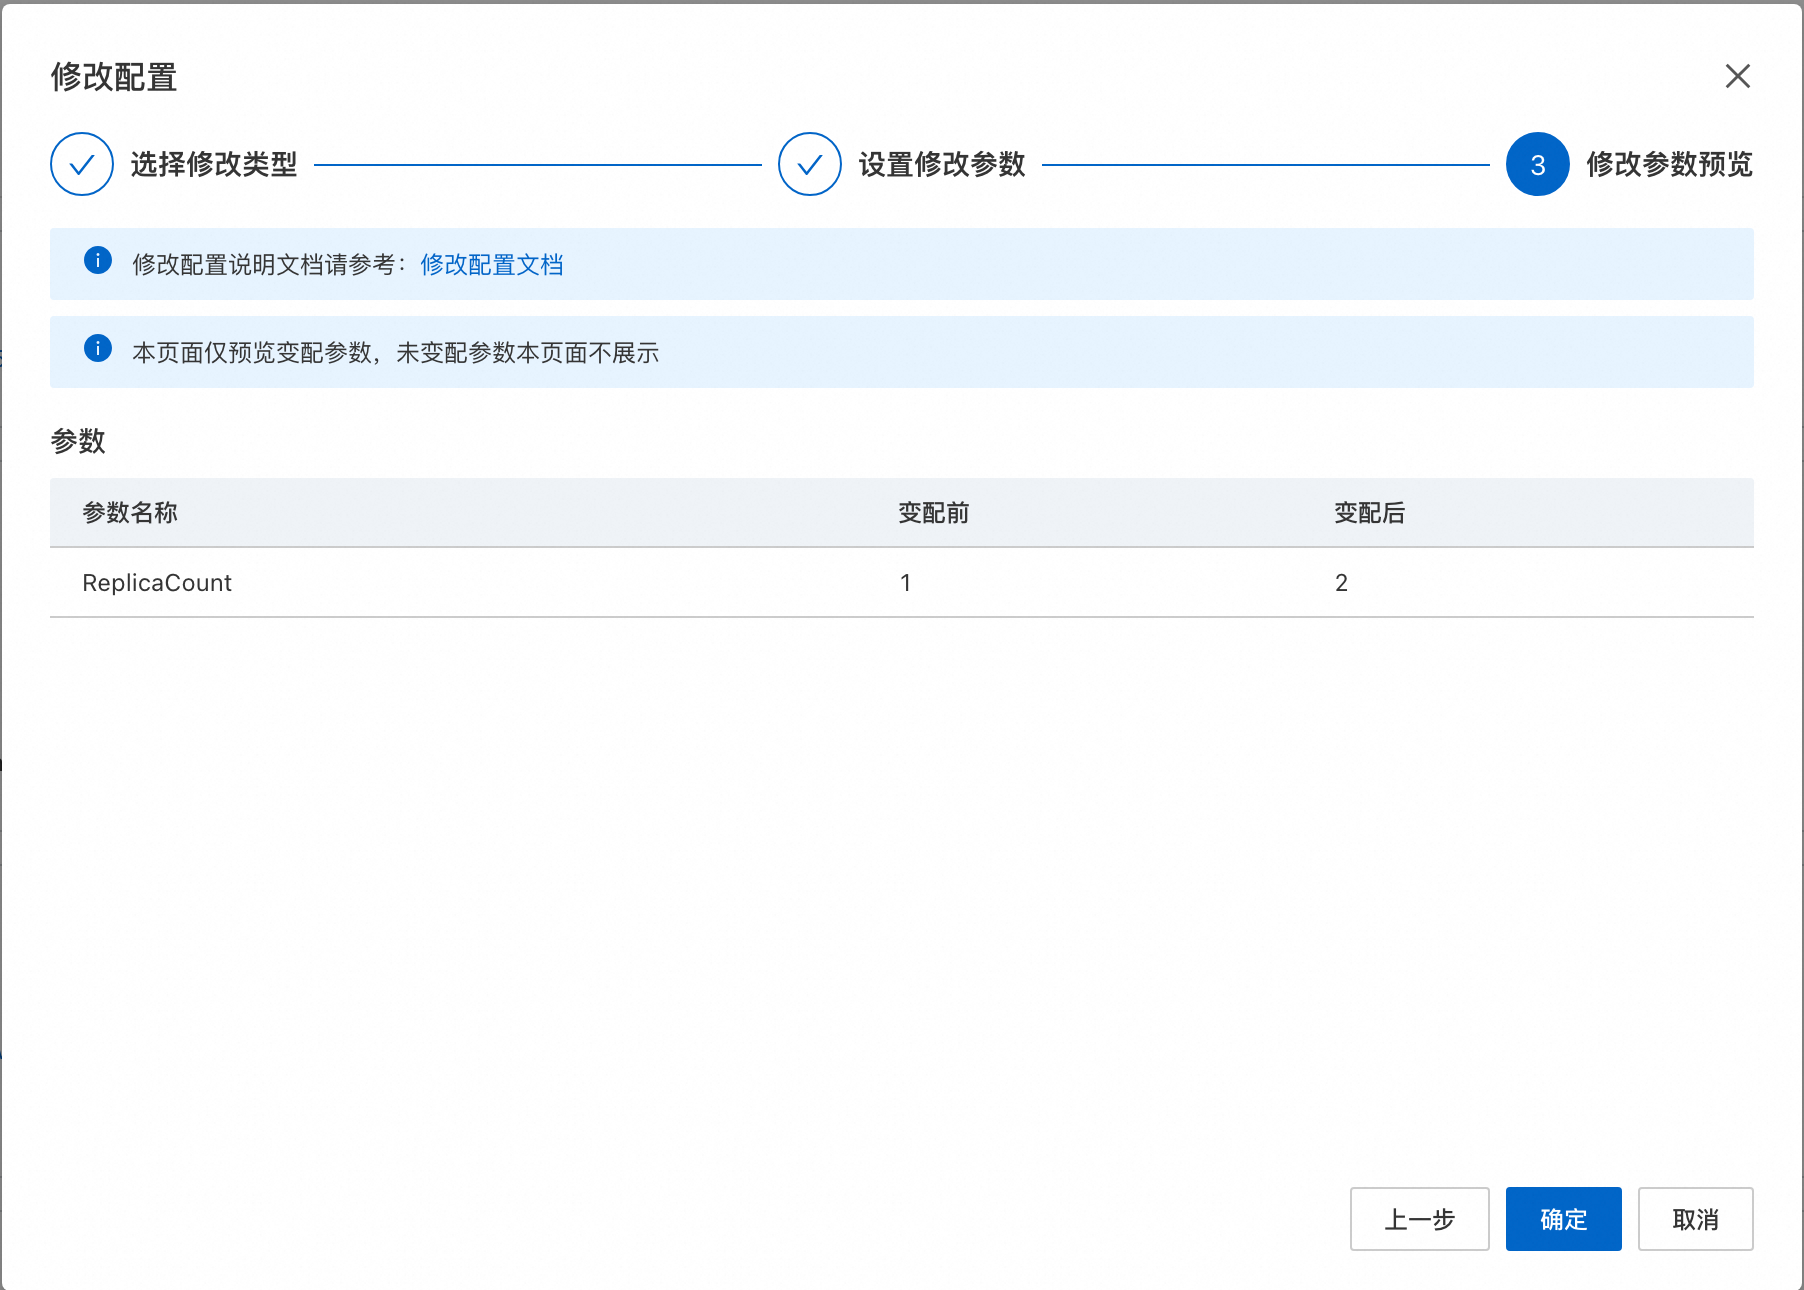 修改配置
选择修改类型
设置修改参数
3 修改参数预览
修改配置说明文档请参考：修改配置文档
本页面仅预览变配参数，未变配参数本页面不展示
参数
参数名称 变配前 变配后
ReplicaCount 1 2
上一步 确定 取消